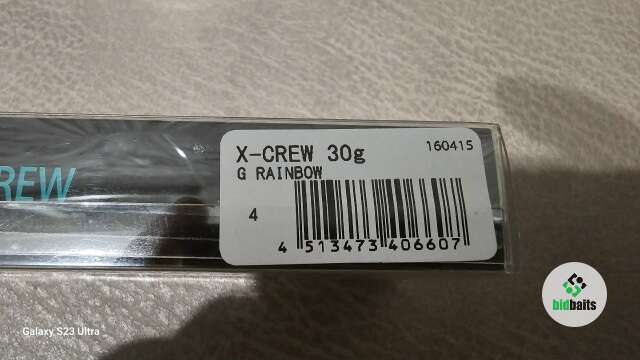 REW
X-CREW 30g
160415
G RAINBOW
4
4 513473 406607
bidbaits
Galaxy S23 Ultra